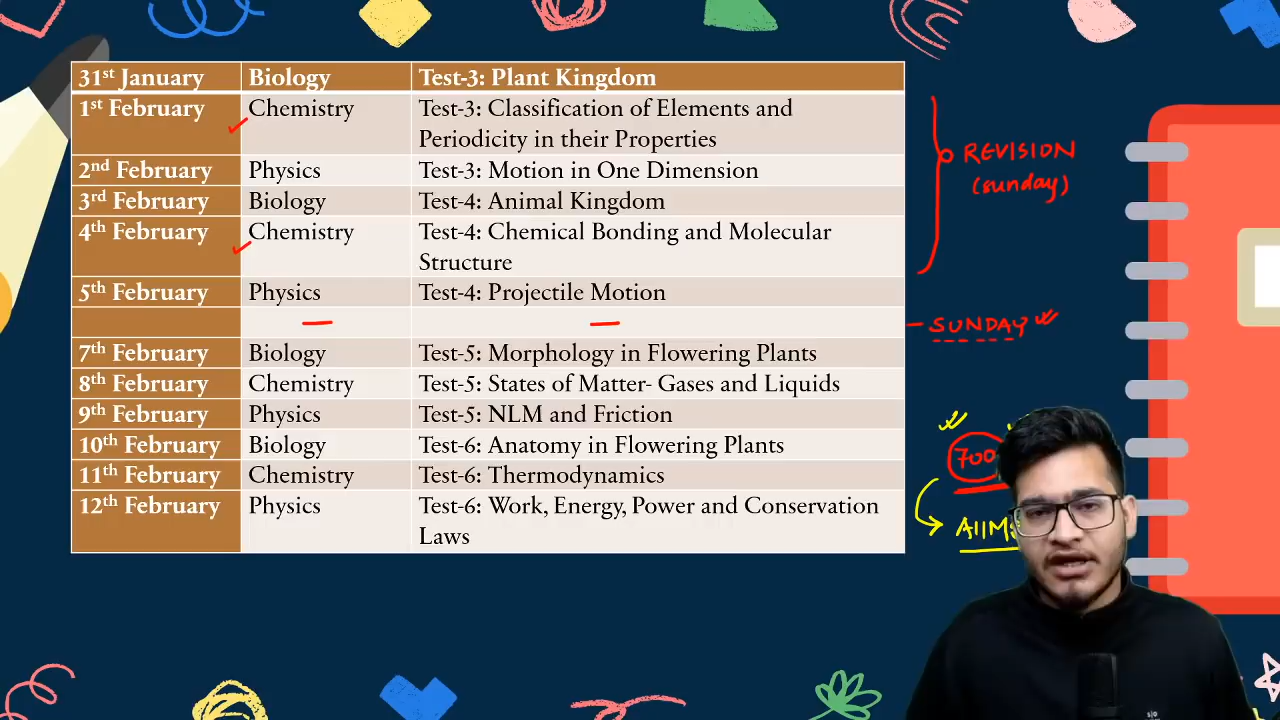 31st January Biology Test-3: Plant Kingdom
1st February Chemistry Test-3: Classification of Elements and
Periodicity in their Properties
2nd February Physics Test-3: Motion in One Dimension
3rd February Biology Test-4: Animal Kingdom
4th February Chemistry Test-4: Chemical Bonding and Molecular
Structure
5th February Physics Test-4: Projectile Motion
7th February Biology Test-5: Morphology in Flowering Plants
8th February Chemistry Test-5: States of Matter- Gases and Liquids
9th February Physics Test-5: NLM and Friction
10th February Biology Test-6: Anatomy in Flowering Plants
11th February Chemistry Test-6: Thermodynamics
12th February Physics Test-6: Work, Energy, Power and Conservation
Laws
REVISION
(sunday)
SUNDAY
700
AIIMS